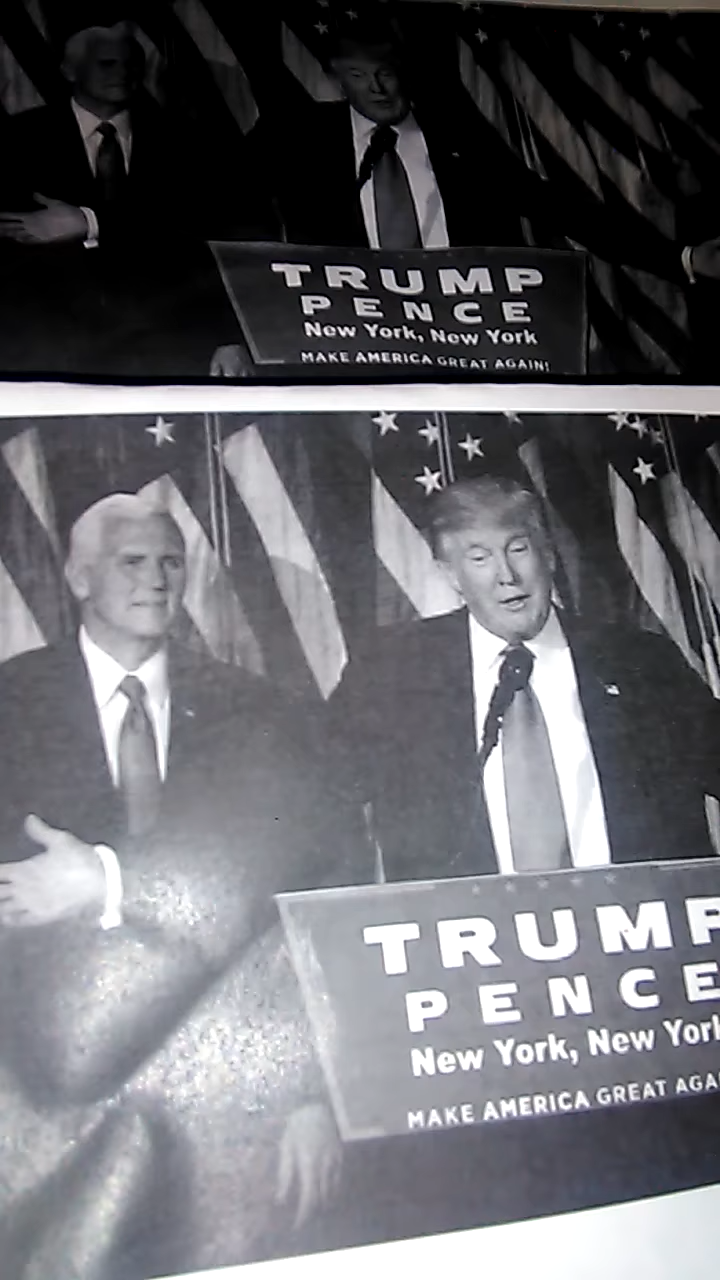 TRUMP
PENCE
New York, New York
MAKE AMERICA GREAT AGAIN!
TRUMP
PENCE
New York, New York
MAKE AMERICA GREAT AGA